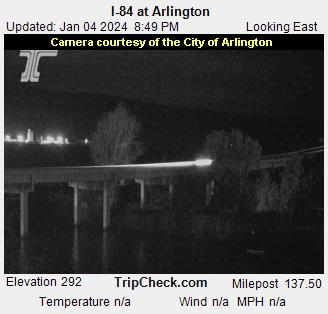 I-84 at Arlington
Updated: Jan 04 2024 8:49 PM Looking East
Camera courtesy of the City of Arlington
Elevation 292 TripCheck.com Milepost 137.50
Temperature n/a Wind n/a MPH n/a